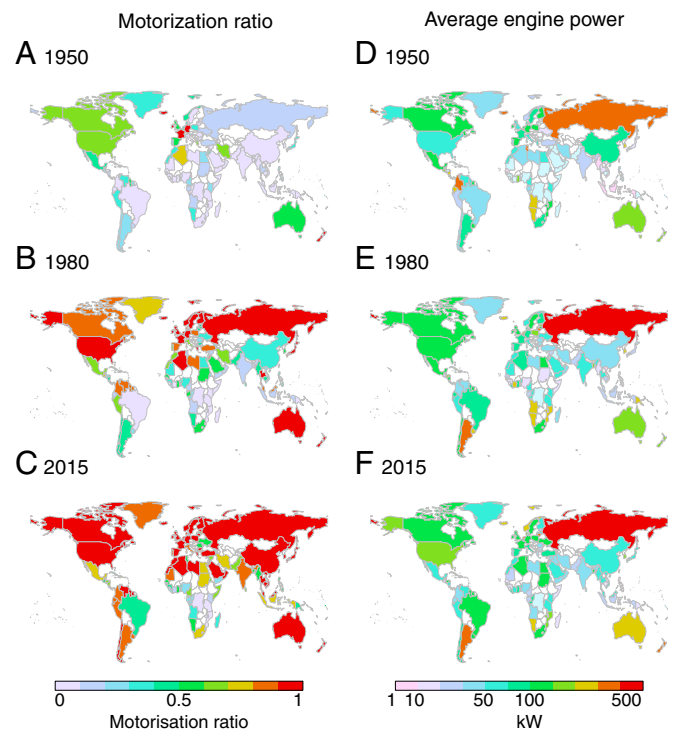 Motorization ratio
Average engine power
A 1950
D 1950
B 1980
E 1980
C 2015
F 2015
0 0.5 1
Motorisation ratio
1 10 50 100 500
kW